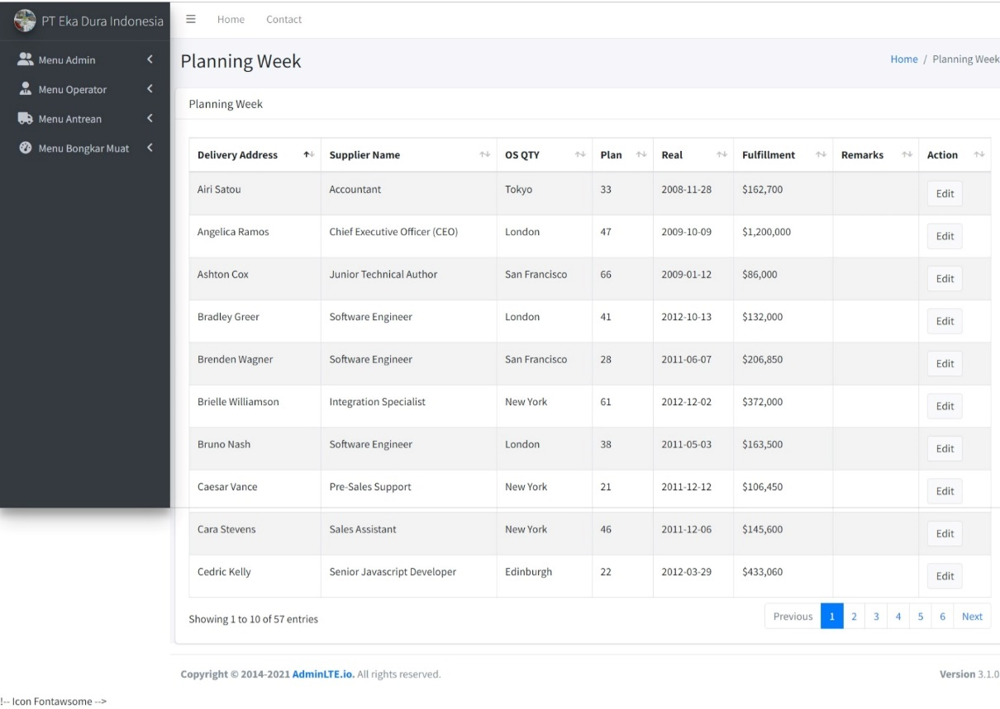 PT Eka Dura Indonesia
Home Contact
Menu Admin
Menu Operator
Menu Antrean
Menu Bongkar Muat
Planning Week
Home / Planning Week
Planning Week
Delivery Address Supplier Name OS QTY Plan Real Fulfillment Remarks Action
Airi Satou Accountant Tokyo 33 2008-11-28 $162,700 Edit
Angelica Ramos Chief Executive Officer (CEO) London 47 2009-10-09 $1,200,000 Edit
Ashton Cox Junior Technical Author San Francisco 66 2009-01-12 $86,000 Edit
Bradley Greer Software Engineer London 41 2012-10-13 $132,000 Edit
Brenden Wagner Software Engineer San Francisco 28 2011-06-07 $206,850 Edit
Brielle Williamson Integration Specialist New York 61 2012-12-02 $372,000 Edit
Bruno Nash Software Engineer London 38 2011-05-03 $163,500 Edit
Caesar Vance Pre-Sales Support New York 21 2011-12-12 $106,450 Edit
Cara Stevens Sales Assistant New York 46 2011-12-06 $145,600 Edit
Cedric Kelly Senior Javascript Developer Edinburgh 22 2012-03-29 $433,060 Edit
Showing 1 to 10 of 57 entries
Previous 1 2 3 4 5 6 Next
Copyright © 2014-2021 AdminLTE.io. All rights reserved.
Version 3.1.0
!-- Icon Fontawsome -->